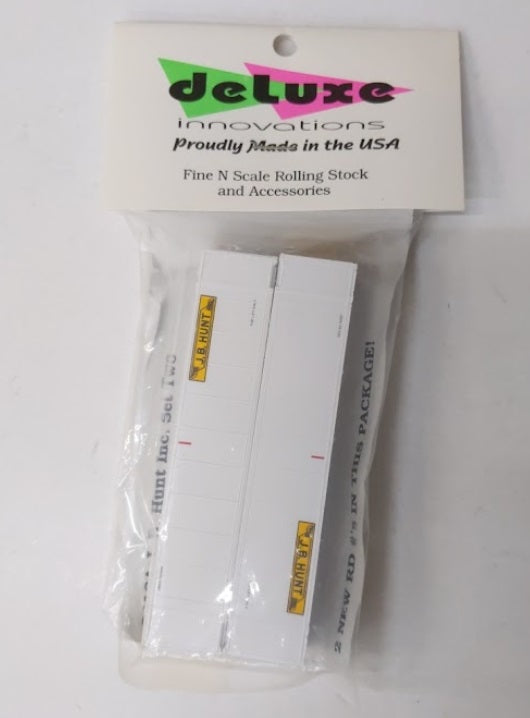 deluxe
innovations
Proudly Made in the USA
Fine N Scale Rolling Stock
and Accessories
J.B. HUNT
Hunt Inc. Set Two
J.B. HUNT
2 NEW RD #'s IN THIS PACKAGE!